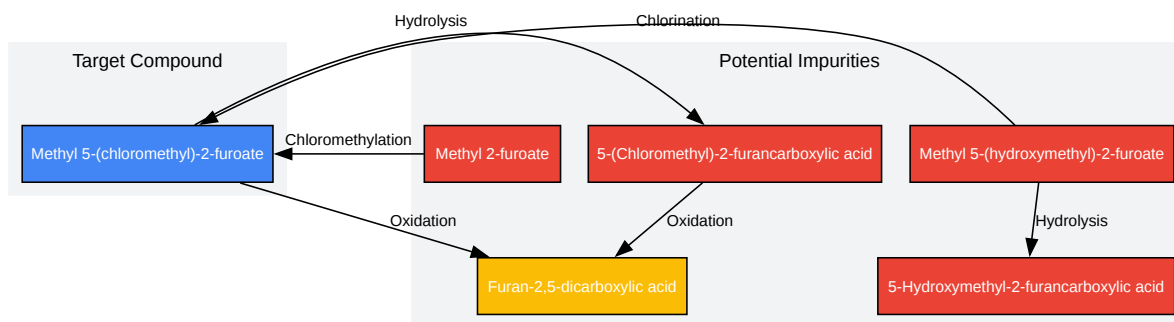 Hydrolysis
Chlorination
Target Compound
Potential Impurities
Chloromethylation
Methyl 5-(chloromethyl)-2-furoate
Methyl 2-furoate
5-(Chloromethyl)-2-furancarboxylic acid
Methyl 5-(hydroxymethyl)-2-furoate
Oxidation
Oxidation
Hydrolysis
Furan-2,5-dicarboxylic acid
5-Hydroxymethyl-2-furancarboxylic acid